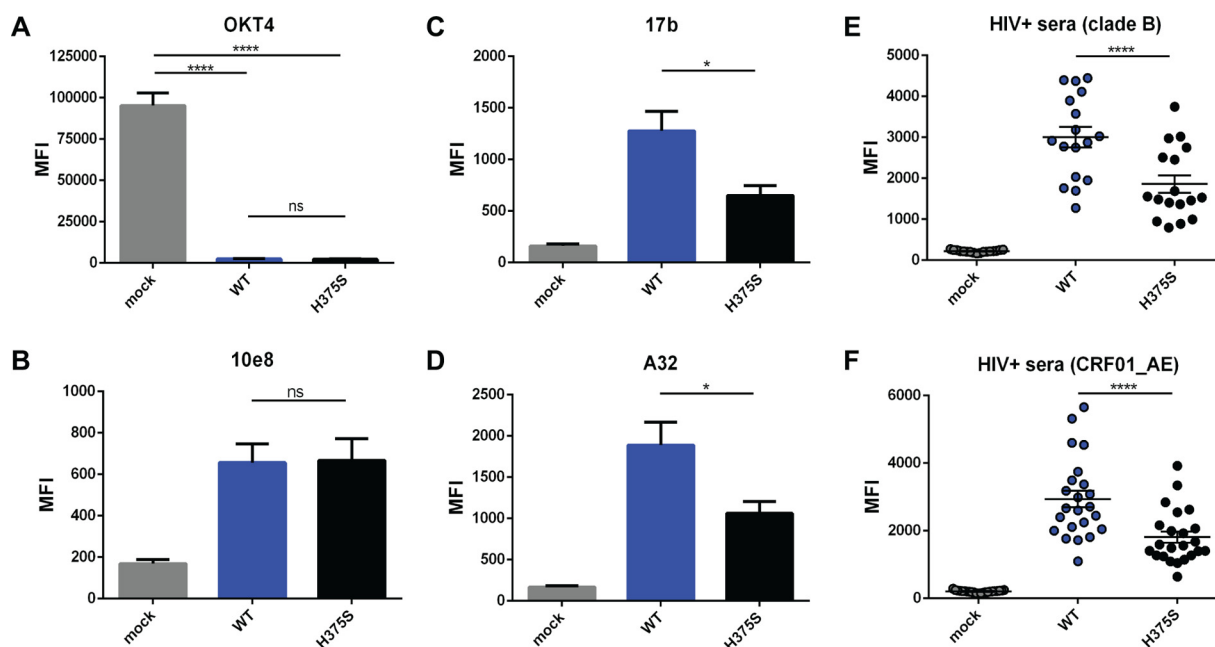 A
OKT4
MFI
125000
100000
75000
50000
25000
0
****
****
ns
mock
WT
H375S
C
17b
MFI
2000
1500
1000
500
0
*
mock
WT
H375S
E
HIV+ sera (clade B)
MFI
5000
4000
3000
2000
1000
0
****
mock
WT
H375S
B
10e8
MFI
1000
800
600
400
200
0
ns
mock
WT
H375S
D
A32
MFI
2500
2000
1500
1000
500
0
*
mock
WT
H375S
F
HIV+ sera (CRF01_AE)
MFI
6000
4000
2000
0
****
mock
WT
H375S